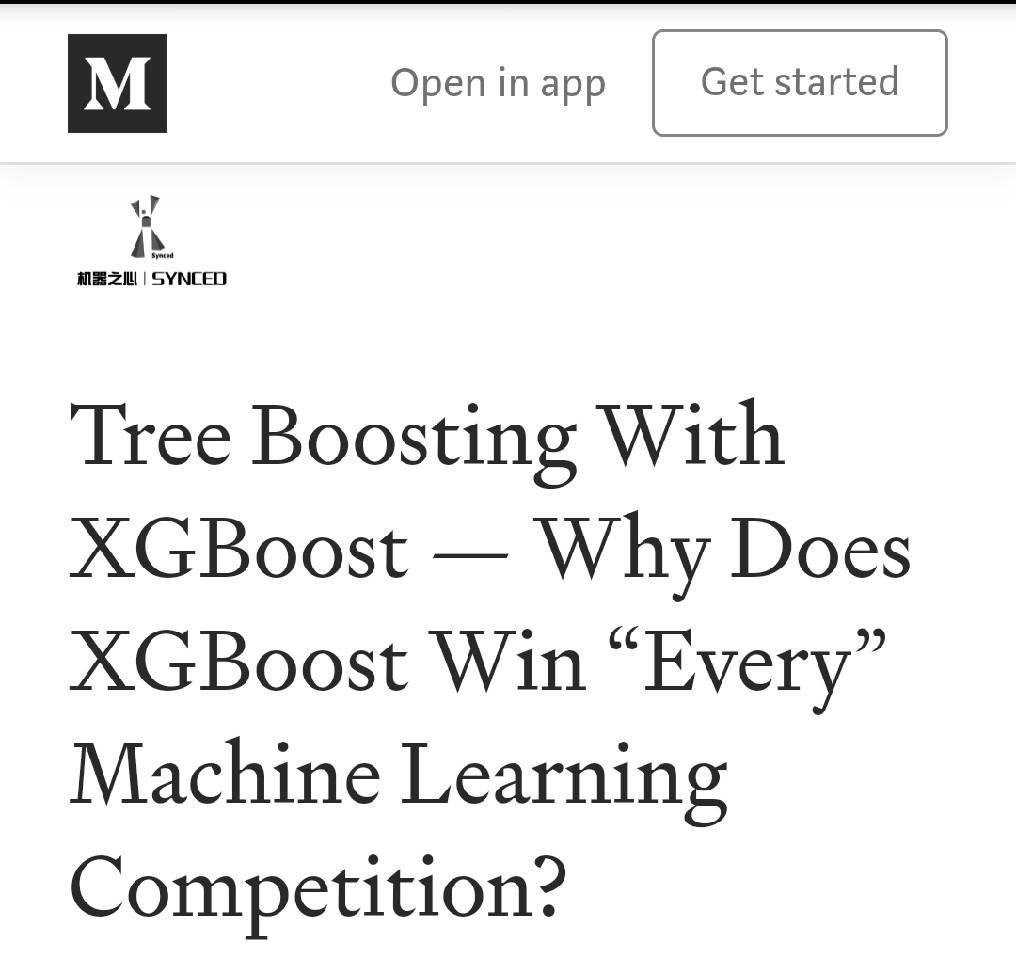 M
Open in app
Get started
Synced
机器之心 | SYNCED
Tree Boosting With
XGBoost — Why Does
XGBoost Win “Every”
Machine Learning
Competition?